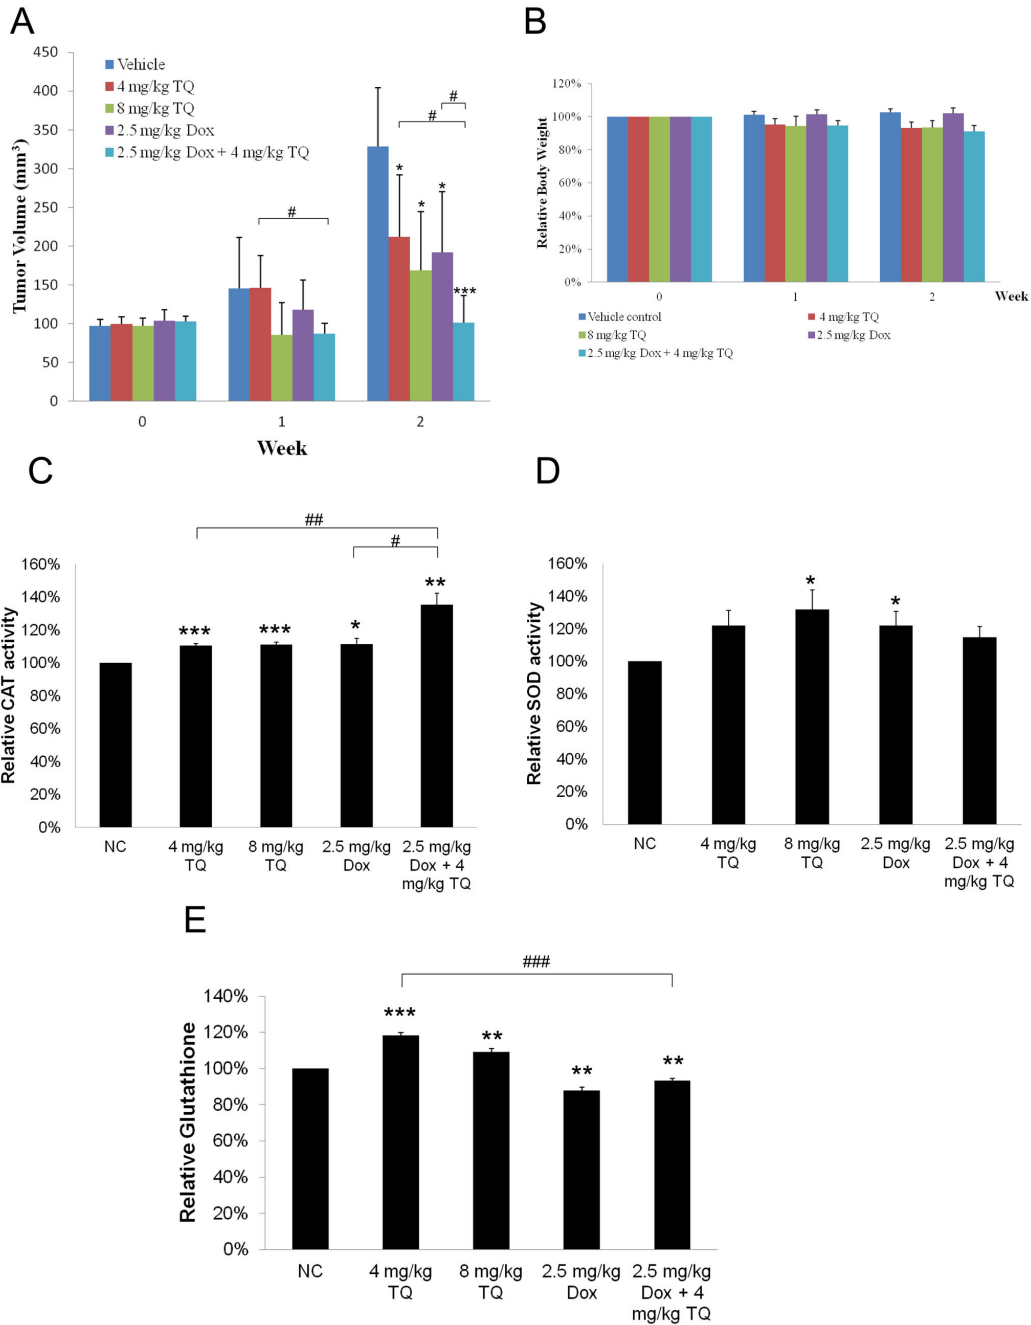 A
450
400
350
300
250
200
150
100
50
0
Tumor Volume (mm³)
Vehicle
4 mg/kg TQ
8 mg/kg TQ
2.5 mg/kg Dox
2.5 mg/kg Dox + 4 mg/kg TQ
#
#
#
*
*
*
***
0 1 2
Week
B
120%
100%
80%
60%
40%
20%
0%
Relative Body Weight
0 1 2 Week
Vehicle control 4 mg/kg TQ
8 mg/kg TQ 2.5 mg/kg Dox
2.5 mg/kg Dox + 4 mg/kg TQ
C
##
#
160%
140%
120%
100%
80%
60%
40%
20%
0%
Relative CAT activity
*** *** * **
NC 4 mg/kg TQ 8 mg/kg TQ 2.5 mg/kg Dox 2.5 mg/kg Dox + 4 mg/kg TQ
D
160%
140%
120%
100%
80%
60%
40%
20%
0%
Relative SOD activity
* *
NC 4 mg/kg TQ 8 mg/kg TQ 2.5 mg/kg Dox 2.5 mg/kg Dox + 4 mg/kg TQ
E
###
140%
120%
100%
80%
60%
40%
20%
0%
Relative Glutathione
*** ** ** **
NC 4 mg/kg TQ 8 mg/kg TQ 2.5 mg/kg Dox 2.5 mg/kg Dox + 4 mg/kg TQ